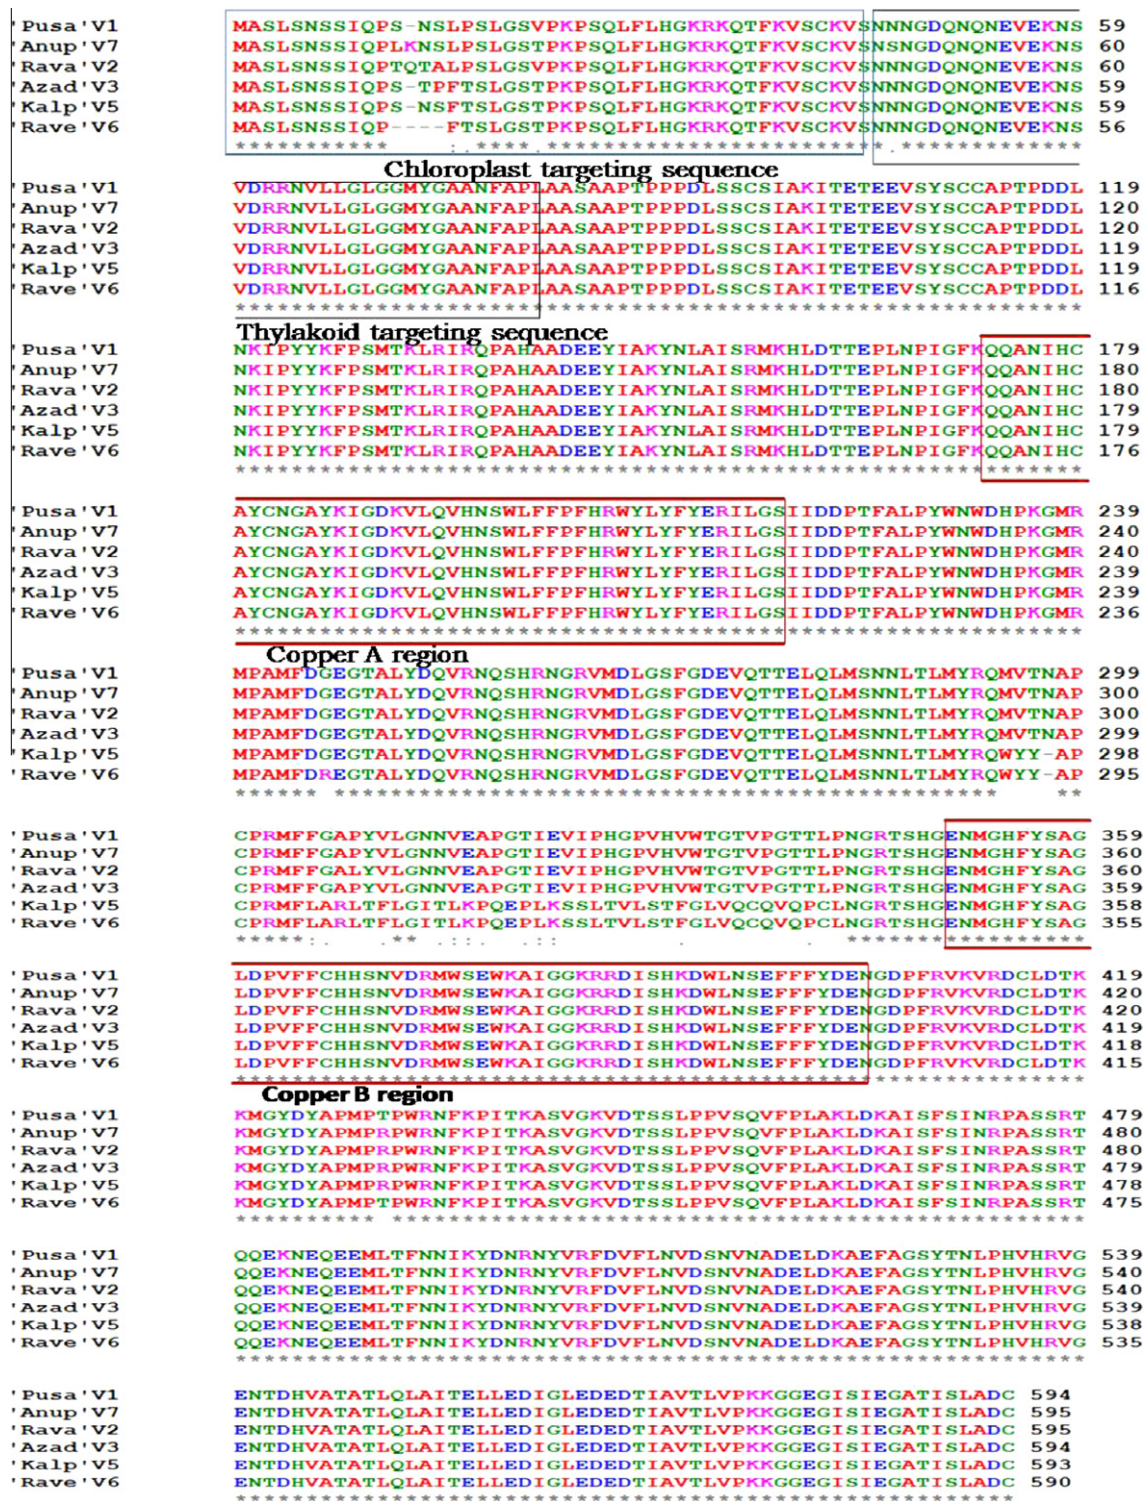 'Pusa'V1 MASLSNSSIQPS-NSLPSLGSVPKPSQLFLHGKRKQTFKVSCKVSNNNGDQNQNEVEKNS 59
'Anup'V7 MASLSNSSIQPLKNSLPSLGSTPKPSQLFLHGKRKQTFKVSCKVSNSNGDQNQNEVEKNS 60
'Rava'V2 MASLSNSSIQPTQTALPSLGSVPKPSQLFLHGKRKQTFKVSCKVSNNNGDQNQNEVEKNS 60
'Azad'V3 MASLSNSSIQPS-TPFTSLGSTPKPSQLFLHGKRKQTFKVSCKVSNNNGDQNQNEVEKNS 59
'Kalp'V5 MASLSNSSIQPS-NSFTSLGSTPKPSQLFLHGKRKQTFKVSCKVSNNNGDQNQNEVEKNS 59
'Rave'V6 MASLSNSSIQP----FTSLGSTPKPSQLFLHGKRKQTFKVSCKVSNNNGDQNQNEVEKNS 56
Chloroplast targeting sequence
'Pusa'V1 VDRRNVLLGLGGMYGAANFAPLAASAAPTPPPDLSSCSIAKITETEEVSYSCCAPTPDDL 119
'Anup'V7 VDRRNVLLGLGGMYGAANFAPLAASAAPTPPPDLSSCSIAKITETEEVSYSCCAPTPDDL 120
'Rava'V2 VDRRNVLLGLGGMYGAANFAPLAASAAPTPPPDLSSCSIAKITETEEVSYSCCAPTPDDL 120
'Azad'V3 VDRRNVLLGLGGMYGAANFAPLAASAAPTPPPDLSSCSIAKITETEEVSYSCCAPTPDDL 119
'Kalp'V5 VDRRNVLLGLGGMYGAANFAPLAASAAPTPPPDLSSCSIAKITETEEVSYSCCAPTPDDL 119
'Rave'V6 VDRRNVLLGLGGMYGAANFAPLAASAAPTPPPDLSSCSIAKITETEEVSYSCCAPTPDDL 116
Thylakoid targeting sequence
'Pusa'V1 NKIPYYKFPSMTKLRIRQPAHAADEEYIAKYNLAISRMKHLDTTEPLNPIGFKQQANIHC 179
'Anup'V7 NKIPYYKFPSMTKLRIRQPAHAADEEYIAKYNLAISRMKHLDTTEPLNPIGFKQQANIHC 180
'Rava'V2 NKIPYYKFPSMTKLRIRQPAHAADEEYIAKYNLAISRMKHLDTTEPLNPIGFKQQANIHC 180
'Azad'V3 NKIPYYKFPSMTKLRIRQPAHAADEEYIAKYNLAISRMKHLDTTEPLNPIGFKQQANIHC 179
'Kalp'V5 NKIPYYKFPSMTKLRIRQPAHAADEEYIAKYNLAISRMKHLDTTEPLNPIGFKQQANIHC 179
'Rave'V6 NKIPYYKFPSMTKLRIRQPAHAADEEYIAKYNLAISRMKHLDTTEPLNPIGFKQQANIHC 176
'Pusa'V1 AYCNGAYKIGDKVLQVHNSWLFFPFHRWYLYFYERILGSIIDDPTFALPYWNWDHPKGMR 239
'Anup'V7 AYCNGAYKIGDKVLQVHNSWLFFPFHRWYLYFYERILGSIIDDPTFALPYWNWDHPKGMR 240
'Rava'V2 AYCNGAYKIGDKVLQVHNSWLFFPFHRWYLYFYERILGSIIDDPTFALPYWNWDHPKGMR 240
'Azad'V3 AYCNGAYKIGDKVLQVHNSWLFFPFHRWYLYFYERILGSIIDDPTFALPYWNWDHPKGMR 239
'Kalp'V5 AYCNGAYKIGDKVLQVHNSWLFFPFHRWYLYFYERILGSIIDDPTFALPYWNWDHPKGMR 239
'Rave'V6 AYCNGAYKIGDKVLQVHNSWLFFPFHRWYLYFYERILGSIIDDPTFALPYWNWDHPKGMR 236
Copper A region
'Pusa'V1 MPAMFDGEGTALYDQVRNQSHRNGRVMDLGSFGDEVQTTELQLMSNNLTLMYRQMVTNAP 299
'Anup'V7 MPAMFDGEGTALYDQVRNQSHRNGRVMDLGSFGDEVQTTELQLMSNNLTLMYRQMVTNAP 300
'Rava'V2 MPAMFDGEGTALYDQVRNQSHRNGRVMDLGSFGDEVQTTELQLMSNNLTLMYRQMVTNAP 300
'Azad'V3 MPAMFDGEGTALYDQVRNQSHRNGRVMDLGSFGDEVQTTELQLMSNNLTLMYRQMVTNAP 299
'Kalp'V5 MPAMFDGEGTALYDQVRNQSHRNGRVMDLGSFGDEVQTTELQLMSNNLTLMYRQWYY-AP 298
'Rave'V6 MPAMFDREGTALYDQVRNQSHRNGRVMDLGSFGDEVQTTELQLMSNNLTLMYRQWYY-AP 295
'Pusa'V1 CPRMFFGAPYVLGNNVEAPGTIEVIPHGPVHVWTGTVPGTTLPNGRTSHGENMGHFYSAG 359
'Anup'V7 CPRMFFGAPYVLGNNVEAPGTIEVIPHGPVHVWTGTVPGTTLPNGRTSHGENMGHFYSAG 360
'Rava'V2 CPRMFFGALYVLGNNVEAPGTIEVIPHGPVHVWTGTVPGTTLPNGRTSHGENMGHFYSAG 360
'Azad'V3 CPRMFFGAPYVLGNNVEAPGTIEVIPHGPVHVWTGTVPGTTLPNGRTSHGENMGHFYSAG 359
'Kalp'V5 CPRMFLARLTFLGITLKPQEPLKSSLTVLSTFGLVQCQVQPCLNGRTSHGENMGHFYSAG 358
'Rave'V6 CPRMFLARLTFLGITLKPQEPLKSSLTVLSTFGLVQCQVQPCLNGRTSHGENMGHFYSAG 355
'Pusa'V1 LDPVFFCHHSNVDRMWSEWKAIGGKRRDISHKDWLNSEFFFYDENGDPFRVKVRDCLDTK 419
'Anup'V7 LDPVFFCHHSNVDRMWSEWKAIGGKRRDISHKDWLNSEFFFYDENGDPFRVKVRDCLDTK 420
'Rava'V2 LDPVFFCHHSNVDRMWSEWKAIGGKRRDISHKDWLNSEFFFYDENGDPFRVKVRDCLDTK 420
'Azad'V3 LDPVFFCHHSNVDRMWSEWKAIGGKRRDISHKDWLNSEFFFYDENGDPFRVKVRDCLDTK 419
'Kalp'V5 LDPVFFCHHSNVDRMWSEWKAIGGKRRDISHKDWLNSEFFFYDENGDPFRVKVRDCLDTK 418
'Rave'V6 LDPVFFCHHSNVDRMWSEWKAIGGKRRDISHKDWLNSEFFFYDENGDPFRVKVRDCLDTK 415
Copper B region
'Pusa'V1 KMGYDYAPMPTPWRNFKPITKASVGKVDTSSLPPVSQVFPLAKLDKAISFSINRPASSRT 479
'Anup'V7 KMGYDYAPMPRPWRNFKPITKASVGKVDTSSLPPVSQVFPLAKLDKAISFSINRPASSRT 480
'Rava'V2 KMGYDYAPMPRPWRNFKPITKASVGKVDTSSLPPVSQVFPLAKLDKAISFSINRPASSRT 480
'Azad'V3 KMGYDYAPMPRPWRNFKPITKASVGKVDTSSLPPVSQVFPLAKLDKAISFSINRPASSRT 479
'Kalp'V5 KMGYDYAPMPRPWRNFKPITKASVGKVDTSSLPPVSQVFPLAKLDKAISFSINRPASSRT 478
'Rave'V6 KMGYDYAPMPTPWRNFKPITKASVGKVDTSSLPPVSQVFPLAKLDKAISFSINRPASSRT 475
'Pusa'V1 QQEKNEQEEMLTFNNIKYDNRNYVRFDVFLNVDSNVNADELDKAEFAGSYTNLPHVHRVG 539
'Anup'V7 QQEKNEQEEMLTFNNIKYDNRNYVRFDVFLNVDSNVNADELDKAEFAGSYTNLPHVHRVG 540
'Rava'V2 QQEKNEQEEMLTFNNIKYDNRNYVRFDVFLNVDSNVNADELDKAEFAGSYTNLPHVHRVG 540
'Azad'V3 QQEKNEQEEMLTFNNIKYDNRNYVRFDVFLNVDSNVNADELDKAEFAGSYTNLPHVHRVG 539
'Kalp'V5 QQEKNEQEEMLTFNNIKYDNRNYVRFDVFLNVDSNVNADELDKAEFAGSYTNLPHVHRVG 538
'Rave'V6 QQEKNEQEEMLTFNNIKYDNRNYVRFDVFLNVDSNVNADELDKAEFAGSYTNLPHVHRVG 535
'Pusa'V1 ENTDHVATATLQLAITELLEDIGLEDEDTIAVTLVPKKGGEGISIEGATISLADC 594
'Anup'V7 ENTDHVATATLQLAITELLEDIGLEDEDTIAVTLVPKKGGEGISIEGATISLADC 595
'Rava'V2 ENTDHVATATLQLAITELLEDIGLEDEDTIAVTLVPKKGGEGISIEGATISLADC 595
'Azad'V3 ENTDHVATATLQLAITELLEDIGLEDEDTIAVTLVPKKGGEGISIEGATISLADC 594
'Kalp'V5 ENTDHVATATLQLAITELLEDIGLEDEDTIAVTLVPKKGGEGISIEGATISLADC 593
'Rave'V6 ENTDHVATATLQLAITELLEDIGLEDEDTIAVTLVPKKGGEGISIEGATISLADC 590